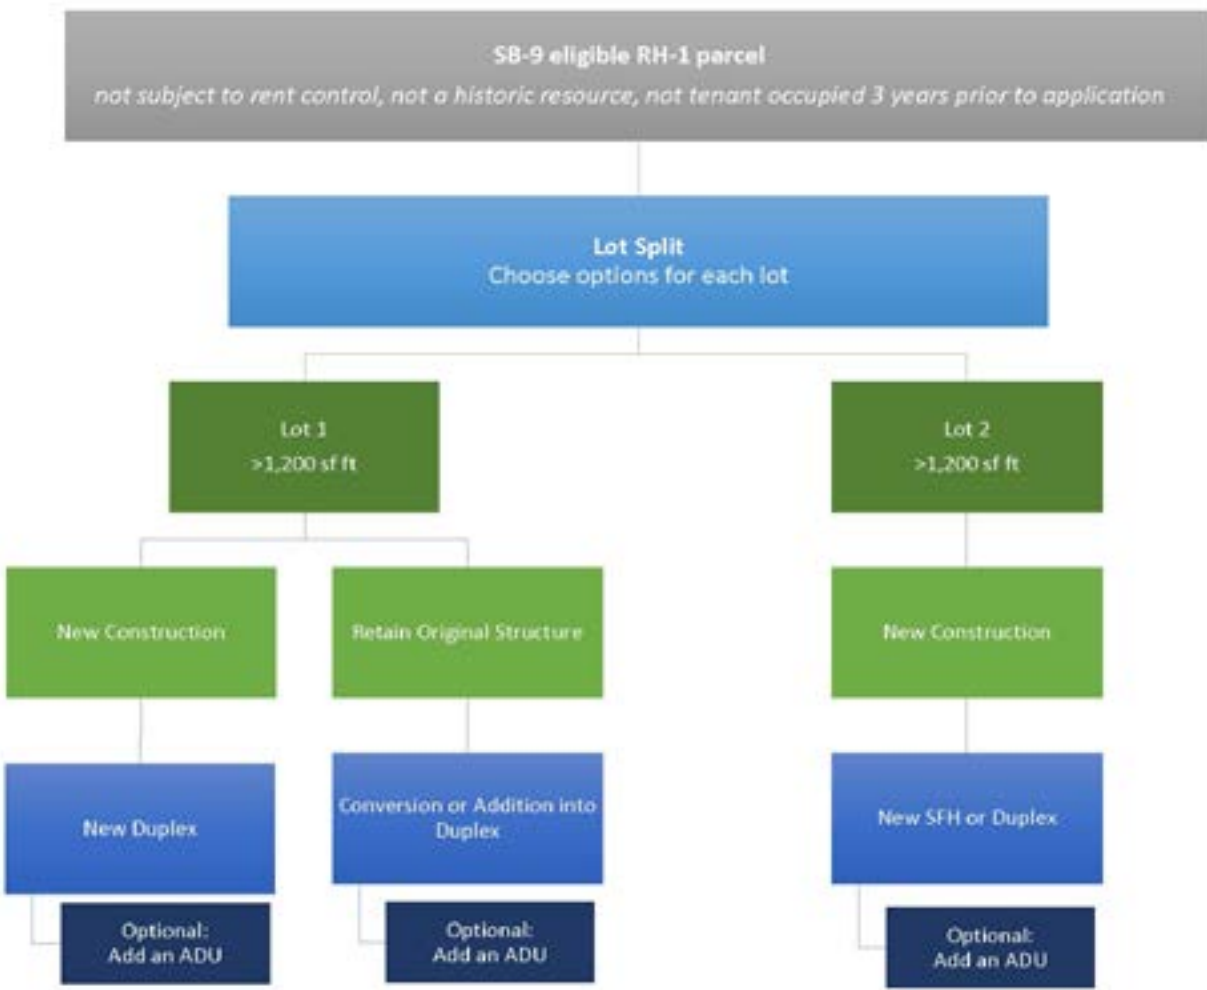 SB-9 eligible RH-1 parcel
not subject to rent control, not a historic resource, not tenant occupied 3 years prior to application
Lot Split
Choose options for each lot
Lot 1
>1,200 sf ft
Lot 2
>1,200 sf ft
New Construction
Retain Original Structure
New Construction
New Duplex
Conversion or Addition into
Duplex
New SFH or Duplex
Optional:
Add an ADU
Optional:
Add an ADU
Optional:
Add an ADU